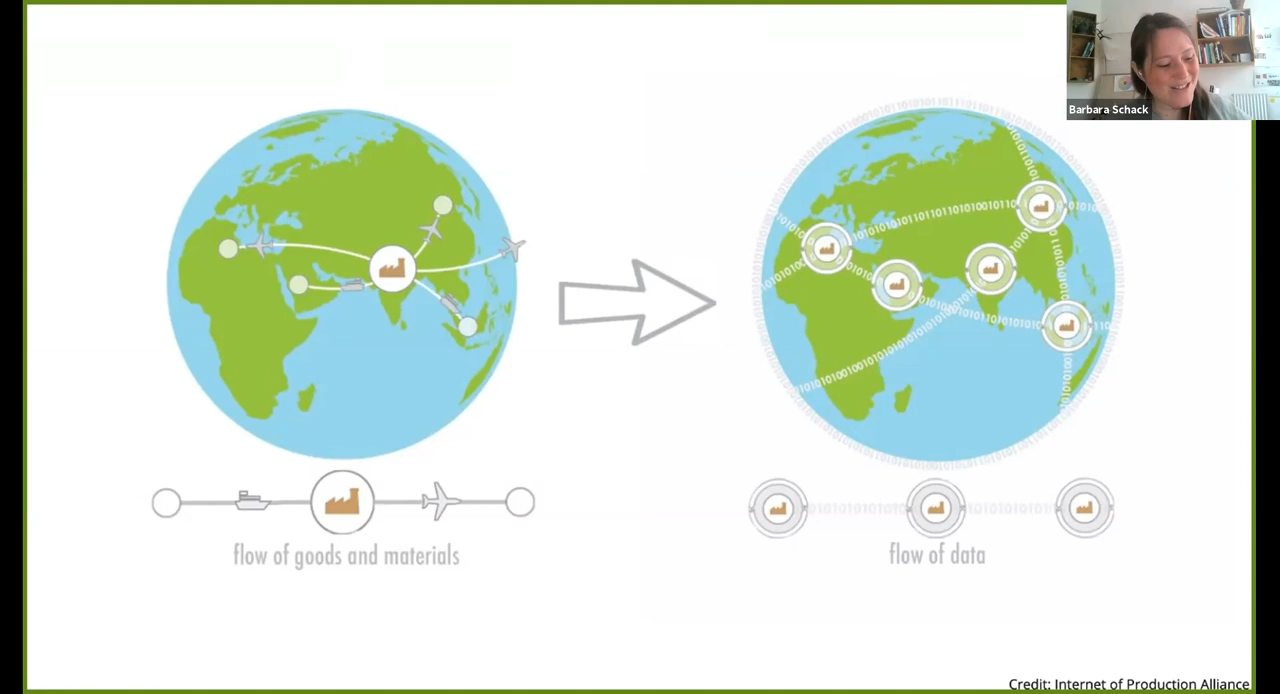 Barbara Schack
flow of goods and materials
flow of data
Credit: Internet of Production Alliance